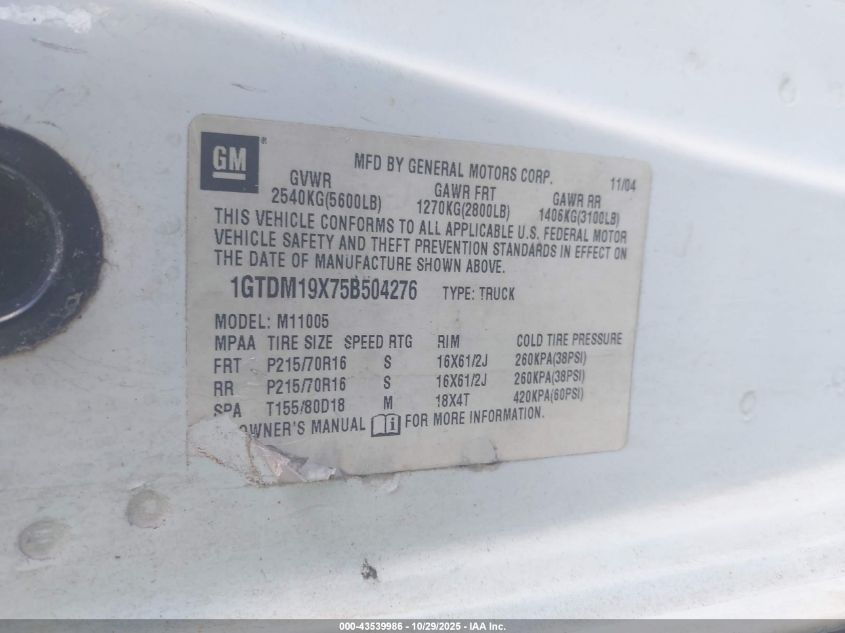 GM
MFD BY GENERAL MOTORS CORP. 11/04
GVWR GAWR FRT GAWR RR
2540KG(5600LB) 1270KG(2800LB) 1406KG(3100LB)
THIS VEHICLE CONFORMS TO ALL APPLICABLE U.S. FEDERAL MOTOR
VEHICLE SAFETY AND THEFT PREVENTION STANDARDS IN EFFECT ON
THE DATE OF MANUFACTURE SHOWN ABOVE.
1GTDM19X75B504276 TYPE: TRUCK
MODEL: M11005
MPAA TIRE SIZE SPEED RTG RIM COLD TIRE PRESSURE
FRT P215/70R16 S 16X61/2J 260KPA(38PSI)
RR P215/70R16 S 16X61/2J 260KPA(38PSI)
SPA T155/80D18 M 18X4T 420KPA(60PSI)
OWNER'S MANUAL i FOR MORE INFORMATION.
000-43539986 - 10/29/2025 - IAA Inc.